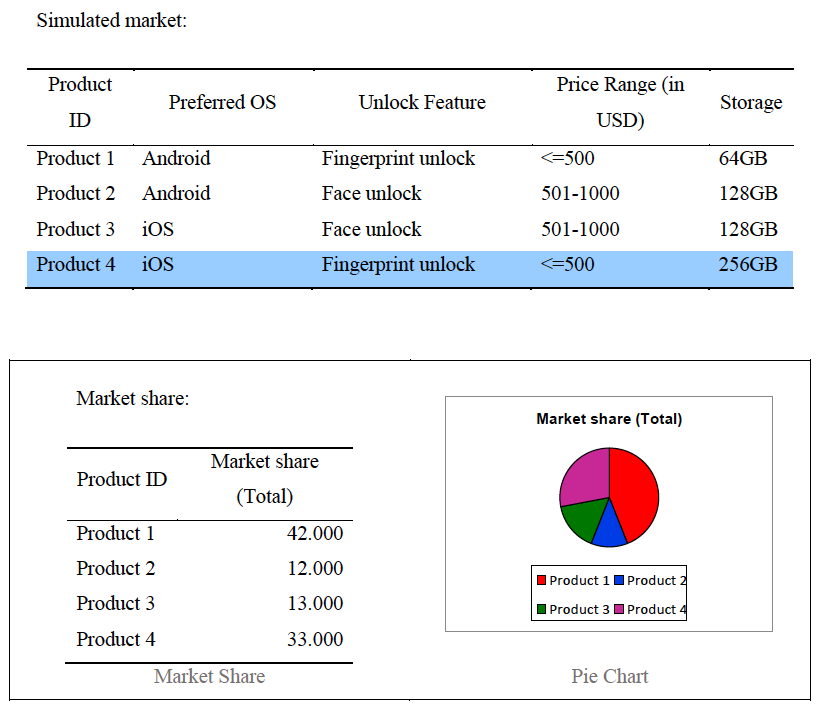 Simulated market:
Product ID Preferred OS Unlock Feature Price Range (in USD) Storage
Product 1 Android Fingerprint unlock <=500 64GB
Product 2 Android Face unlock 501-1000 128GB
Product 3 iOS Face unlock 501-1000 128GB
Product 4 iOS Fingerprint unlock <=500 256GB
Market share:
Product ID Market share (Total)
Product 1 42.000
Product 2 12.000
Product 3 13.000
Product 4 33.000
Market Share
Market share (Total)
Product 1 Product 2
Product 3 Product 4
Pie Chart